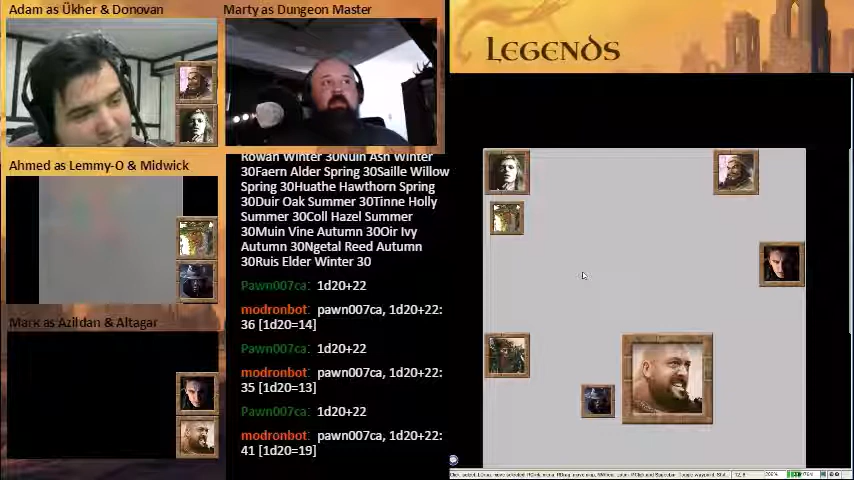 Adam as Ükher & Donovan
Marty as Dungeon Master
LEGENDS
Ahmed as Lemmy-O & Midwick
Mark as Azildan & Altagar
Rowan Winter 30Nuin Ash Winter
30Faern Alder Spring 30Saille Willow
Spring 30Huathe Hawthorn Spring
30Duir Oak Summer 30Tinne Holly
Summer 30Coll Hazel Summer
30Muin Vine Autumn 30Oir Ivy
Autumn 30Ngetal Reed Autumn
30Ruis Elder Winter 30
Pawn007ca: 1d20+22
modronbot: pawn007ca, 1d20+22:
36 [1d20=14]
Pawn007ca: 1d20+22
modronbot: pawn007ca, 1d20+22:
35 [1d20=13]
Pawn007ca: 1d20+22
modronbot: pawn007ca, 1d20+22:
41 [1d20=19]